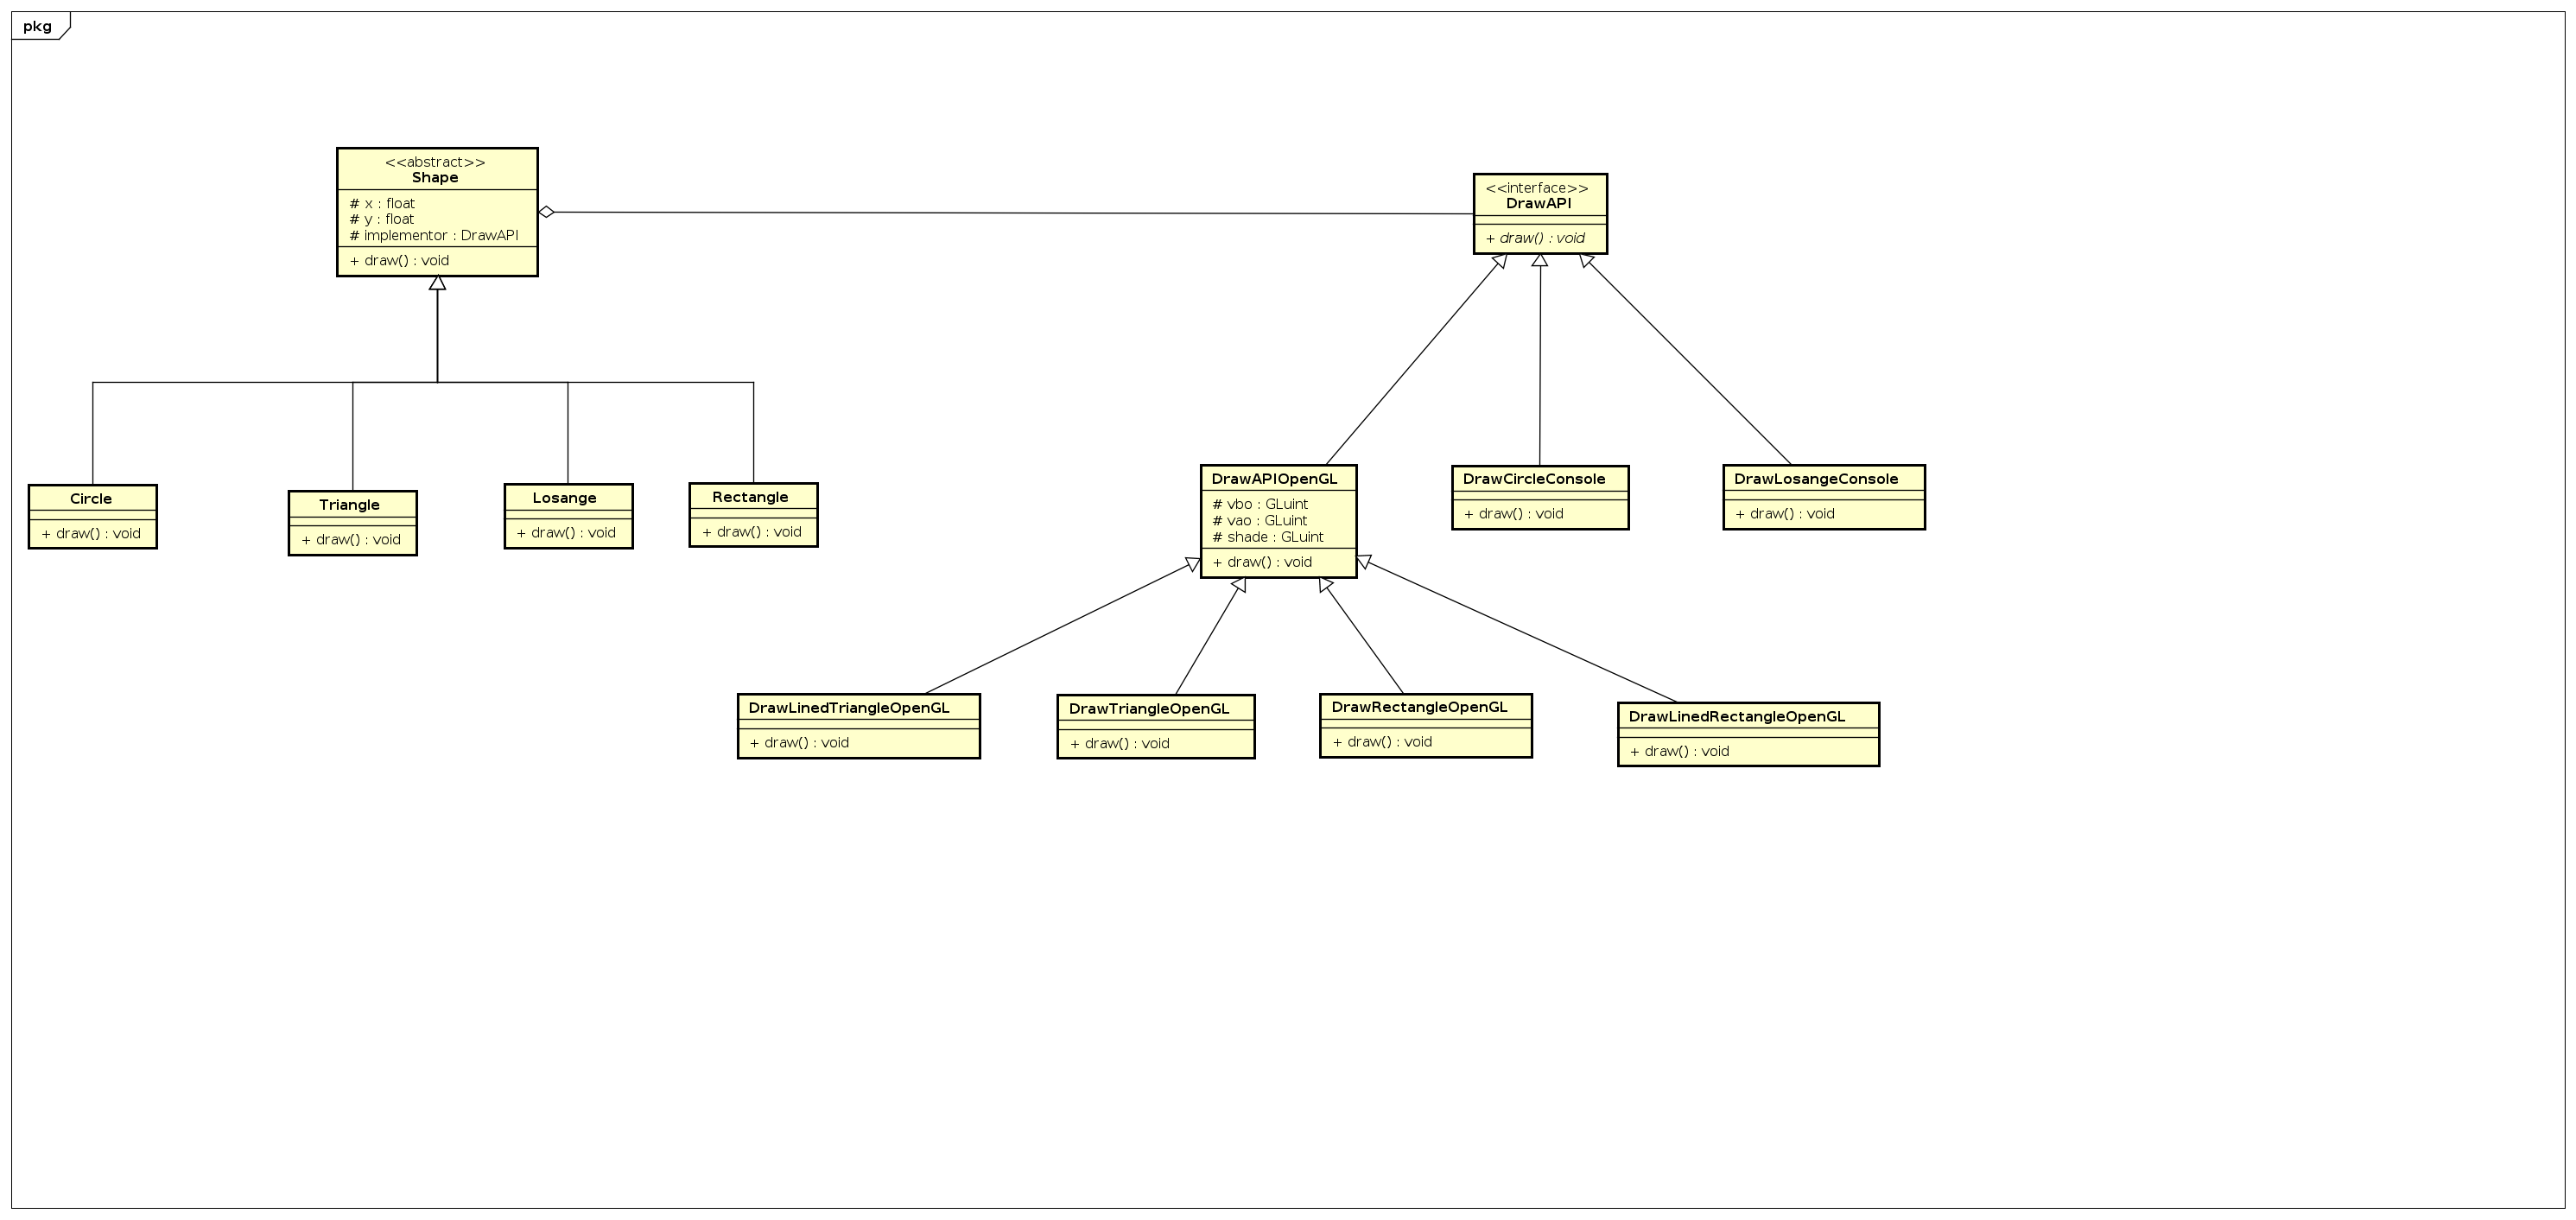 pkg
<<abstract>>
Shape
# x : float
# y : float
# implementor : DrawAPI
+ draw() : void
<<interface>>
DrawAPI
+ draw() : void
Circle
+ draw() : void
Triangle
+ draw() : void
Losange
+ draw() : void
Rectangle
+ draw() : void
DrawAPIOpenGL
# vbo : GLuint
# vao : GLuint
# shade : GLuint
+ draw() : void
DrawCircleConsole
+ draw() : void
DrawLosangeConsole
+ draw() : void
DrawLinedTriangleOpenGL
+ draw() : void
DrawTriangleOpenGL
+ draw() : void
DrawRectangleOpenGL
+ draw() : void
DrawLinedRectangleOpenGL
+ draw() : void